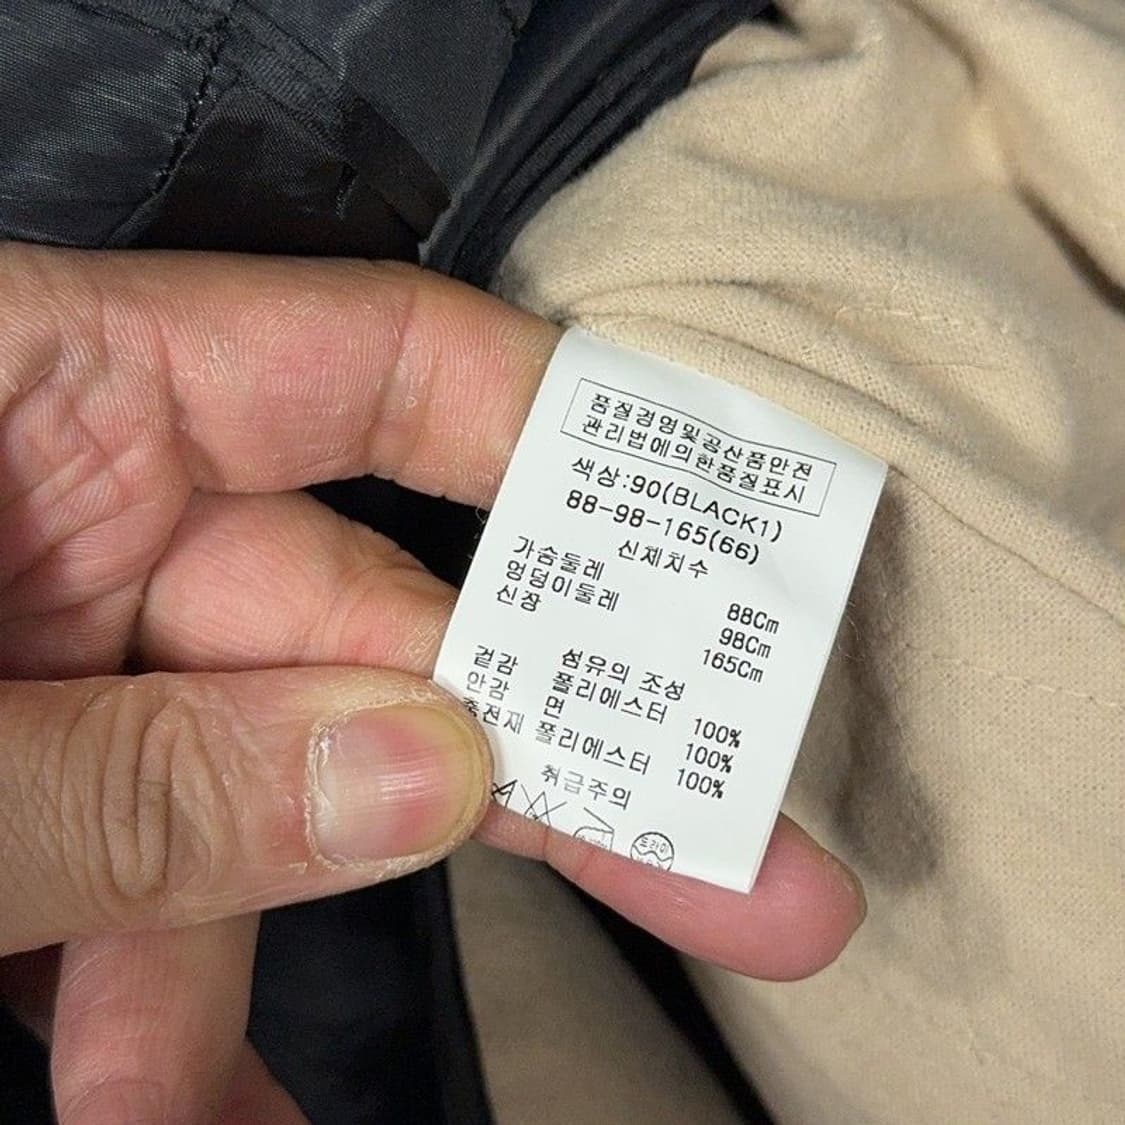 품질경영및공산품안전
관리법에의한품질표시
색상:90(BLACK1)
88-98-165(66)
신체치수
가슴둘레 88Cm
엉덩이둘레 98Cm
신장 165Cm
섬유의 조성
겉감 폴리에스터 100%
안감 면 100%
충전재 폴리에스터 100%
취급주의
드라이